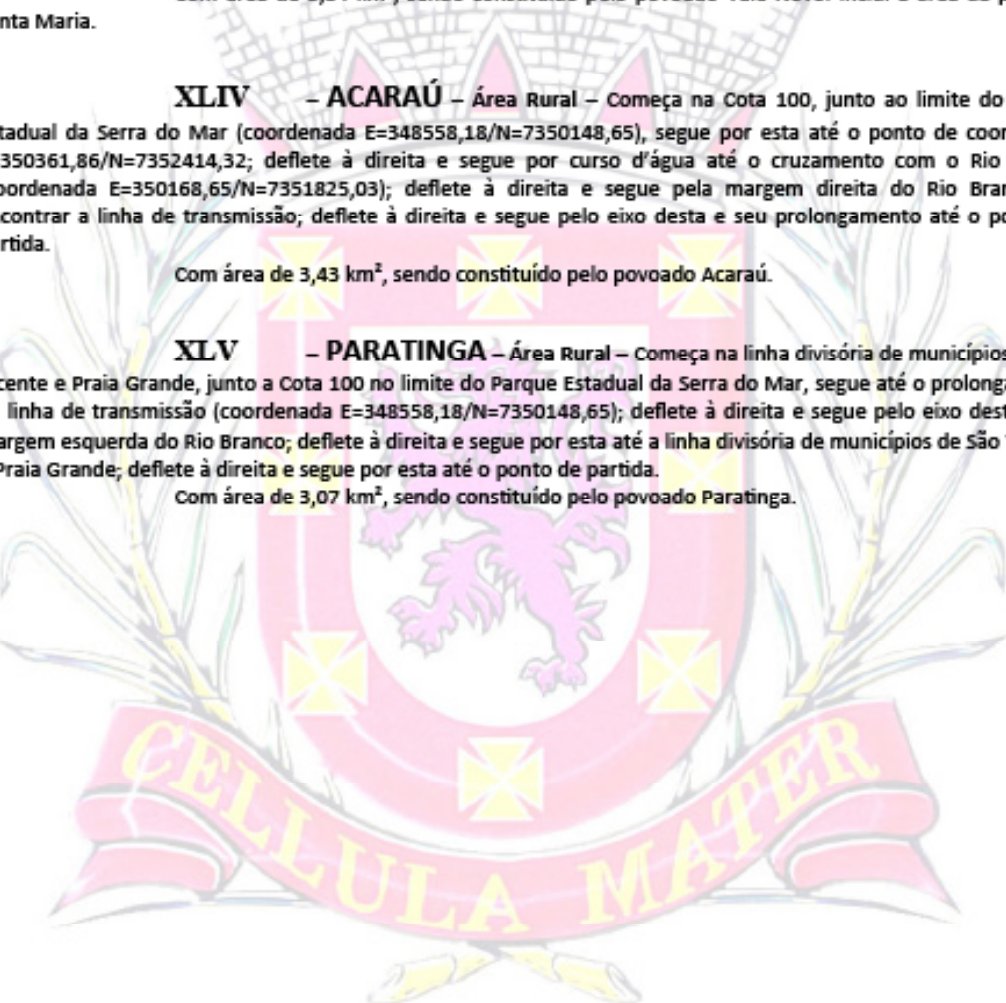 nta Maria.
XLIV – ACARAÚ – Área Rural – Começa na Cota 100, junto ao limite do
tadual da Serra do Mar (coordenada E=348558,18/N=7350148,65), segue por esta até o ponto de coor
350361,86/N=7352414,32; deflete à direita e segue por curso d'água até o cruzamento com o Rio
oordenada E=350168,65/N=7351825,03); deflete à direita e segue pela margem direita do Rio Bran
contrar a linha de transmissão; deflete à direita e segue pelo eixo desta e seu prolongamento até o po
rtida.
Com área de 3,43 km², sendo constituído pelo povoado Acaraú.
XLV – PARATINGA – Área Rural – Começa na linha divisória de municípios
cente e Praia Grande, junto a Cota 100 no limite do Parque Estadual da Serra do Mar, segue até o prolonga
linha de transmissão (coordenada E=348558,18/N=7350148,65); deflete à direita e segue pelo eixo dest
argem esquerda do Rio Branco; deflete à direita e segue por esta até a linha divisória de municípios de São
Praia Grande; deflete à direita e segue por esta até o ponto de partida.
Com área de 3,07 km², sendo constituído pelo povoado Paratinga.
CELLULA MATER